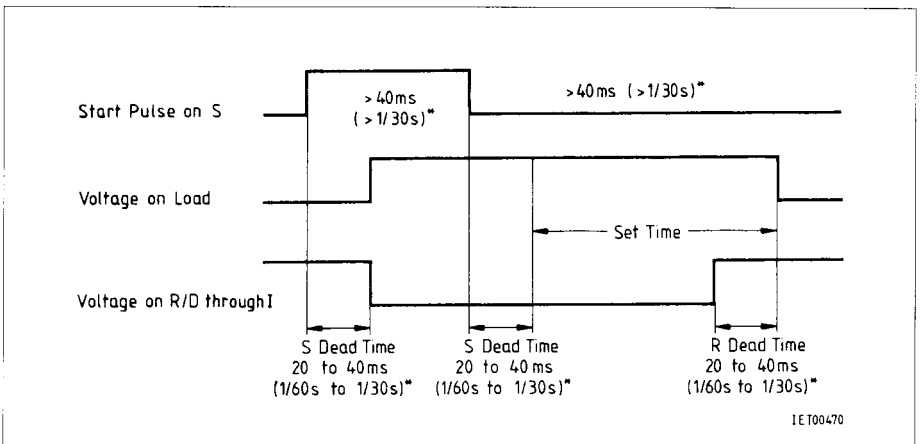 Start Pulse on S
>40ms
(>1/30s)*
>40ms (>1/30s)*
Voltage on Load
Set Time
Voltage on R/D through I
S Dead Time
20 to 40ms
(1/60s to 1/30s)*
S Dead Time
20 to 40ms
(1/60s to 1/30s)*
R Dead Time
20 to 40ms
(1/60s to 1/30s)*
IET00470